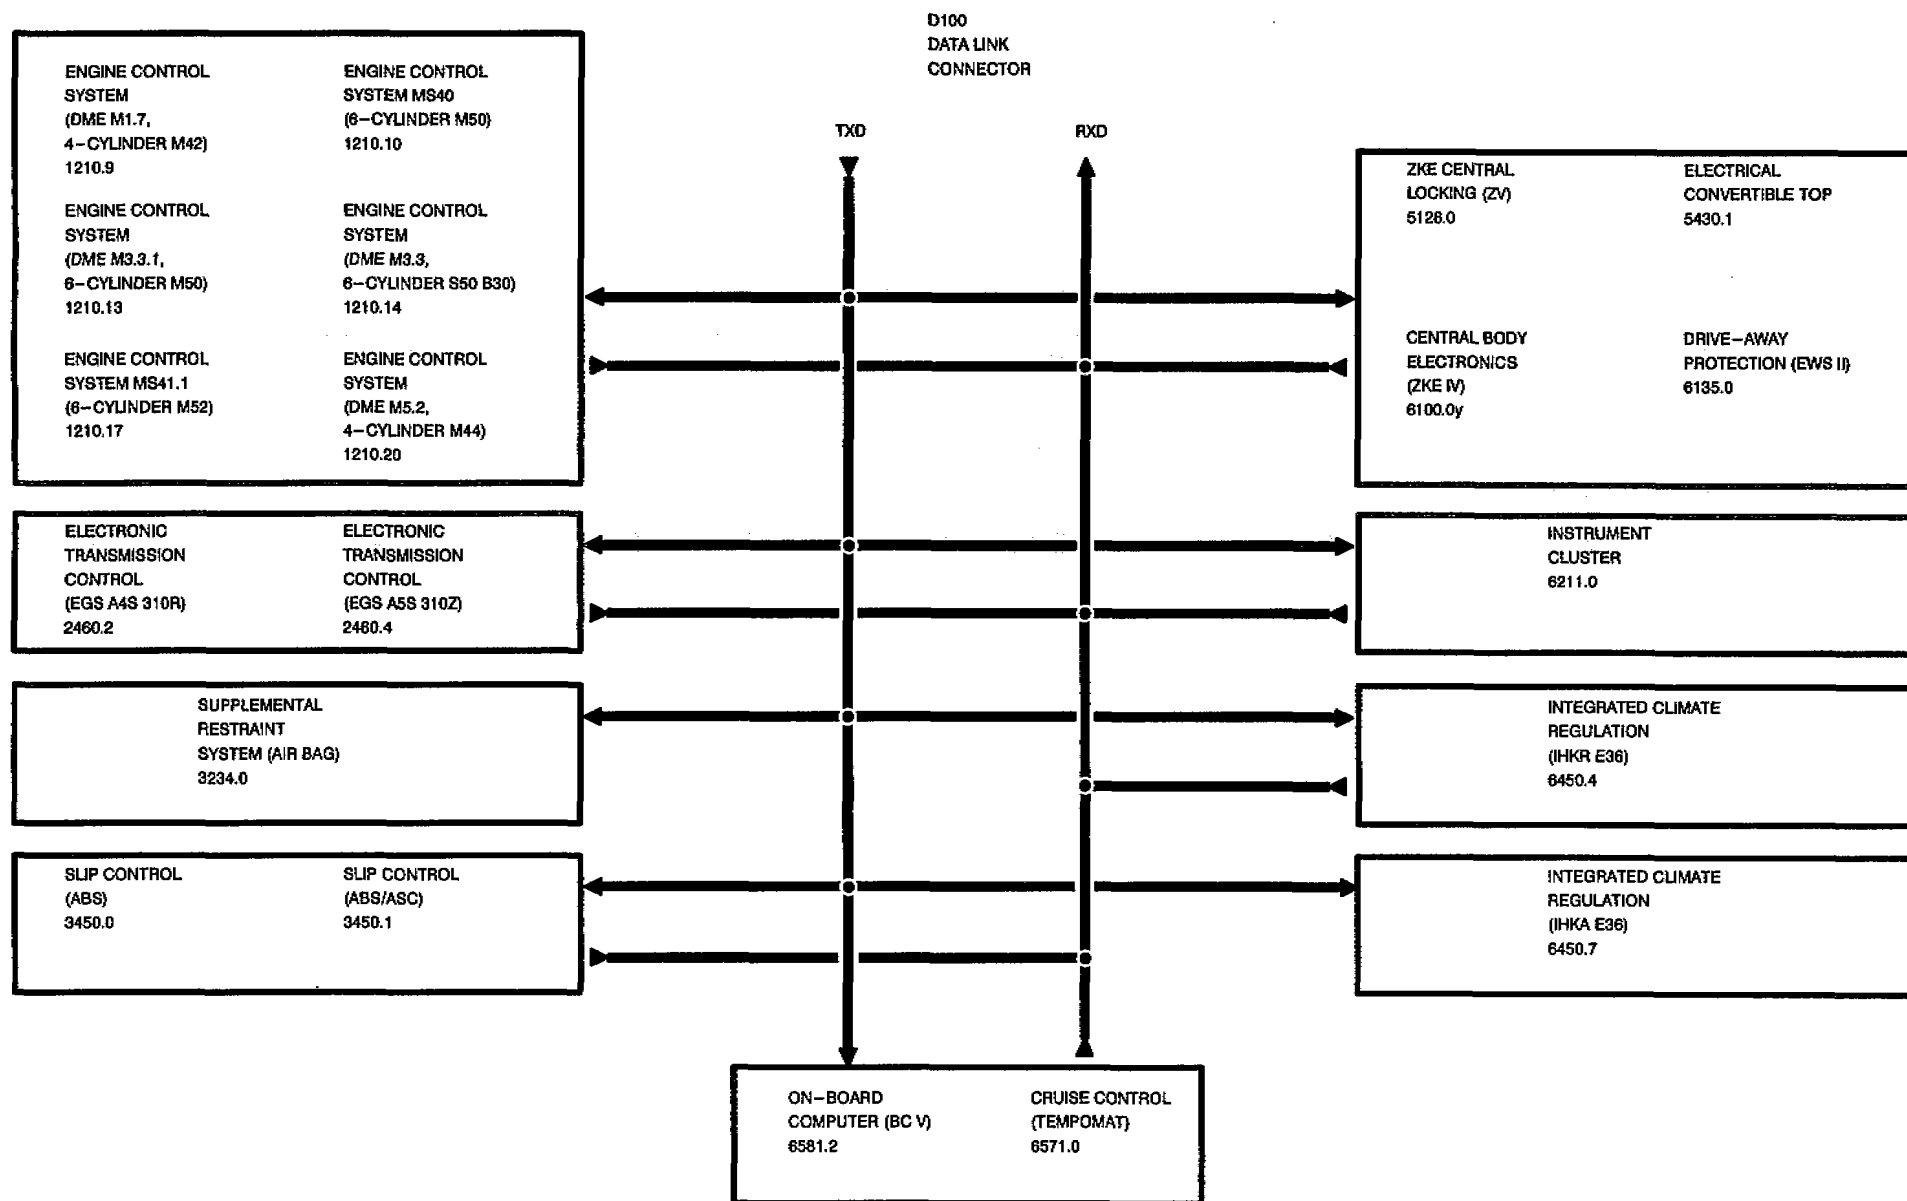 D100
DATA LINK
CONNECTOR
TXD
RXD
ENGINE CONTROL
SYSTEM
(DME M1.7,
4-CYLINDER M42)
1210.9
ENGINE CONTROL
SYSTEM MS40
(6-CYLINDER M50)
1210.10
ENGINE CONTROL
SYSTEM
(DME M3.3.1,
6-CYLINDER M50)
1210.13
ENGINE CONTROL
SYSTEM
(DME M3.3,
6-CYLINDER S50 B30)
1210.14
ENGINE CONTROL
SYSTEM MS41.1
(6-CYLINDER M52)
1210.17
ENGINE CONTROL
SYSTEM
(DME M5.2,
4-CYLINDER M44)
1210.20
ZKE CENTRAL
LOCKING (ZV)
5126.0
ELECTRICAL
CONVERTIBLE TOP
5430.1
CENTRAL BODY
ELECTRONICS
(ZKE IV)
6100.0y
DRIVE-AWAY
PROTECTION (EWS II)
6135.0
ELECTRONIC
TRANSMISSION
CONTROL
(EGS A4S 310R)
2460.2
ELECTRONIC
TRANSMISSION
CONTROL
(EGS A5S 310Z)
2460.4
INSTRUMENT
CLUSTER
6211.0
SUPPLEMENTAL
RESTRAINT
SYSTEM (AIR BAG)
3234.0
INTEGRATED CLIMATE
REGULATION
(IHKR E36)
6450.4
SLIP CONTROL
(ABS)
3450.0
SLIP CONTROL
(ABS/ASC)
3450.1
INTEGRATED CLIMATE
REGULATION
(IHKA E36)
6450.7
ON-BOARD
COMPUTER (BC V)
6581.2
CRUISE CONTROL
(TEMPOMAT)
6571.0